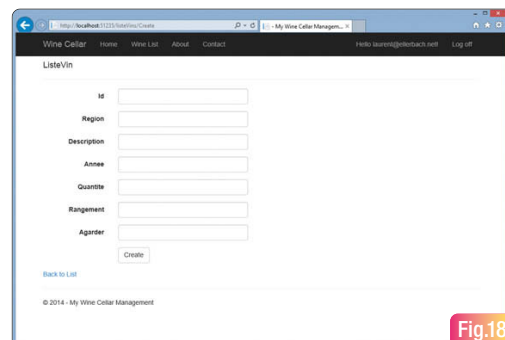 http://localhost:51235/listeVins/Create
- My Wine Cellar Managem...
Wine Cellar Home Wine List About Contact Hello laurent@ellerbach.net! Log off
ListeVin
Id
Region
Description
Annee
Quantite
Rangement
Agarder
Create
Back to List
© 2014 - My Wine Cellar Management
Fig.18